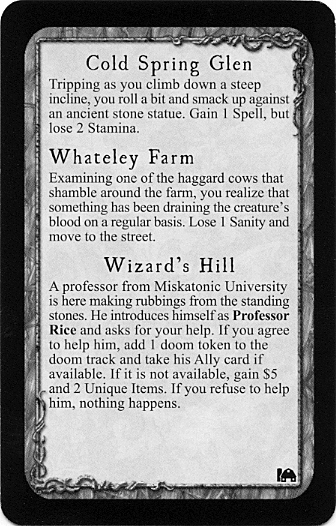 Cold Spring Glen
Tripping as you climb down a steep
incline, you roll a bit and smack up against
an ancient stone statue. Gain 1 Spell, but
lose 2 Stamina.
Whateley Farm
Examining one of the haggard cows that
shamble around the farm, you realize that
something has been draining the creature's
blood on a regular basis. Lose 1 Sanity and
move to the street.
Wizard's Hill
A professor from Miskatonic University
is here making rubbings from the standing
stones. He introduces himself as Professor
Rice and asks for your help. If you agree
to help him, add 1 doom token to the
doom track and take his Ally card if
available. If it is not available, gain $5
and 2 Unique Items. If you refuse to help
him, nothing happens.